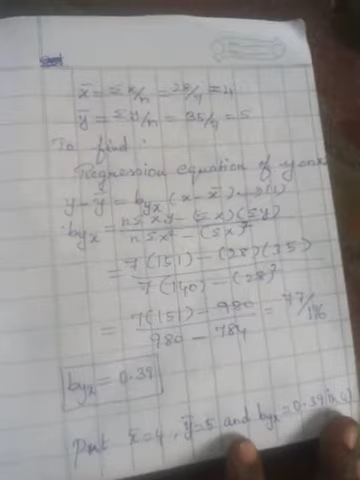 x̄ = Σx/n = 28/7 = 4
ȳ = Σy/n = 35/7 = 5
To find:
Regression equation of y on x
y - ȳ = byx (x - x̄)
byx = nΣxy - (Σx)(Σy) / nΣx² - (Σx)²
= 7(151) - (28)(35) / 7(140) - (28)²
= 7(151) - 980 / 980 - 784 = 77/196
byx = 0.39
Put x̄=4, ȳ=5 and byx=0.39 in